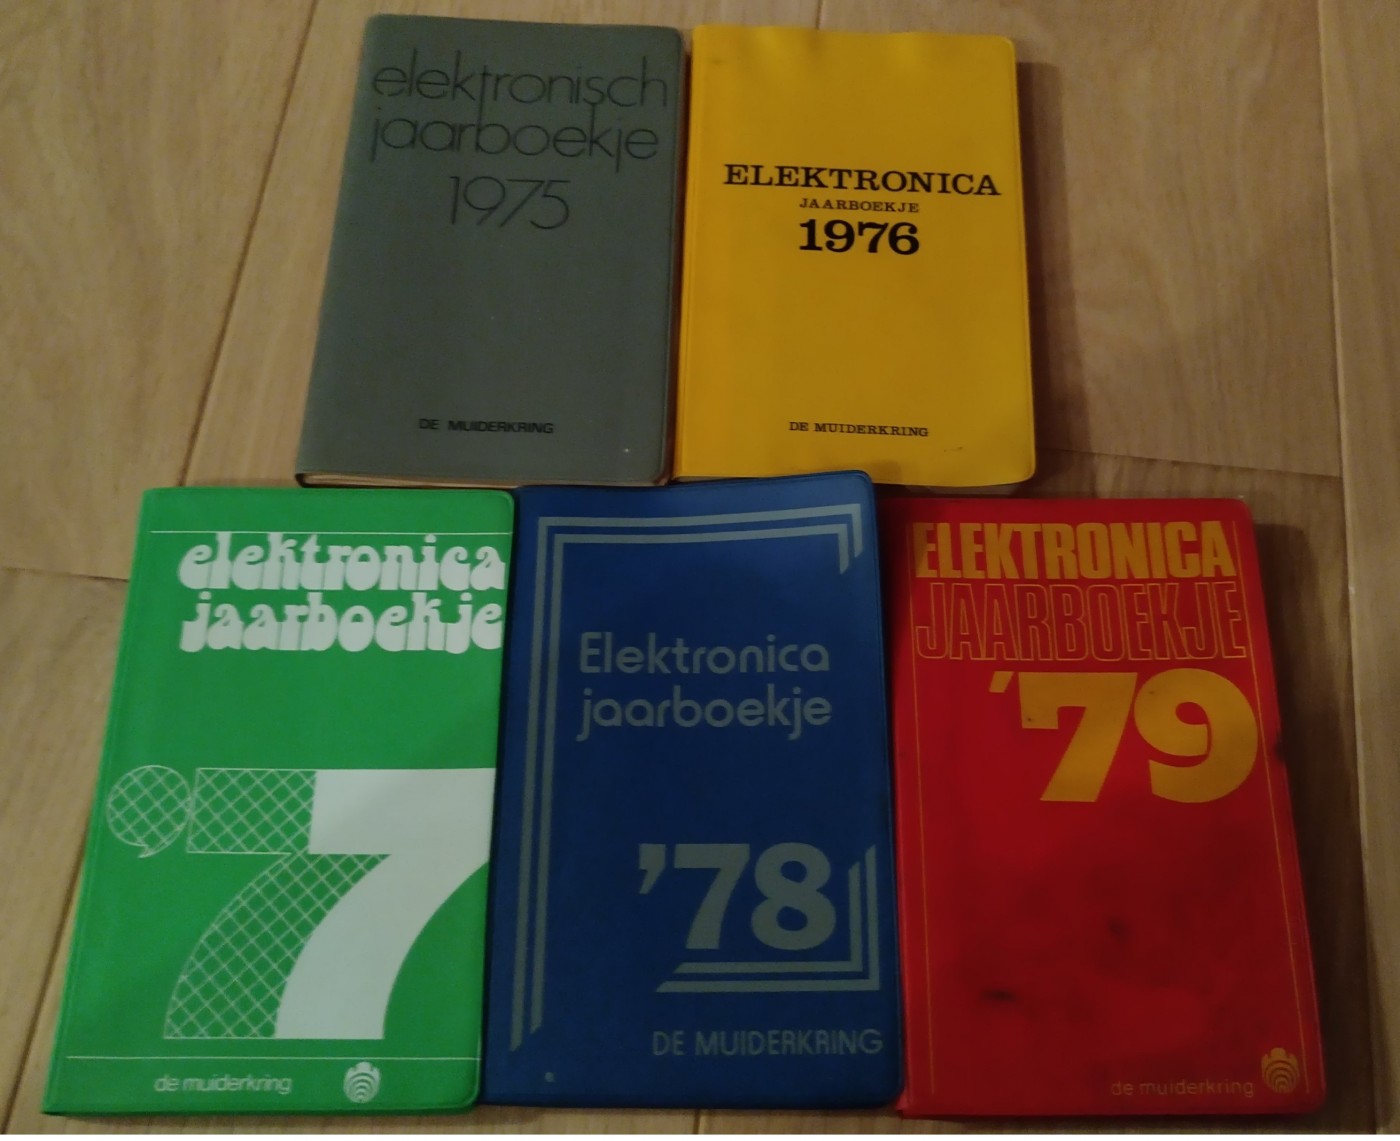 elektronisch
jaarboekje
1975
DE MUIDERKRING
ELEKTRONICA
JAARBOEKJE
1976
DE MUIDERKRING
elektronica
jaarboekje
'77
de muiderkring
Elektronica
jaarboekje
'78
DE MUIDERKRING
ELEKTRONICA
JAARBOEKJE
'79
de muiderkring